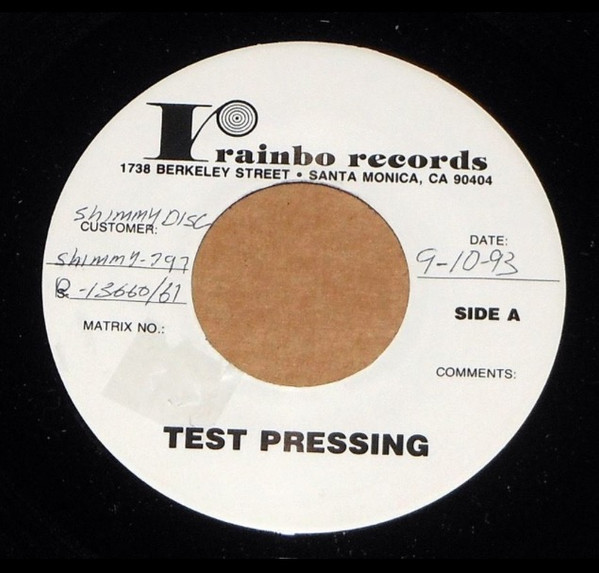 rainbo records
1738 BERKELEY STREET • SANTA MONICA, CA 90404
Shimmy Disc
CUSTOMER:
DATE:
Shimmy-797
9-10-93
-13660/61
SIDE A
MATRIX NO.:
COMMENTS:
TEST PRESSING